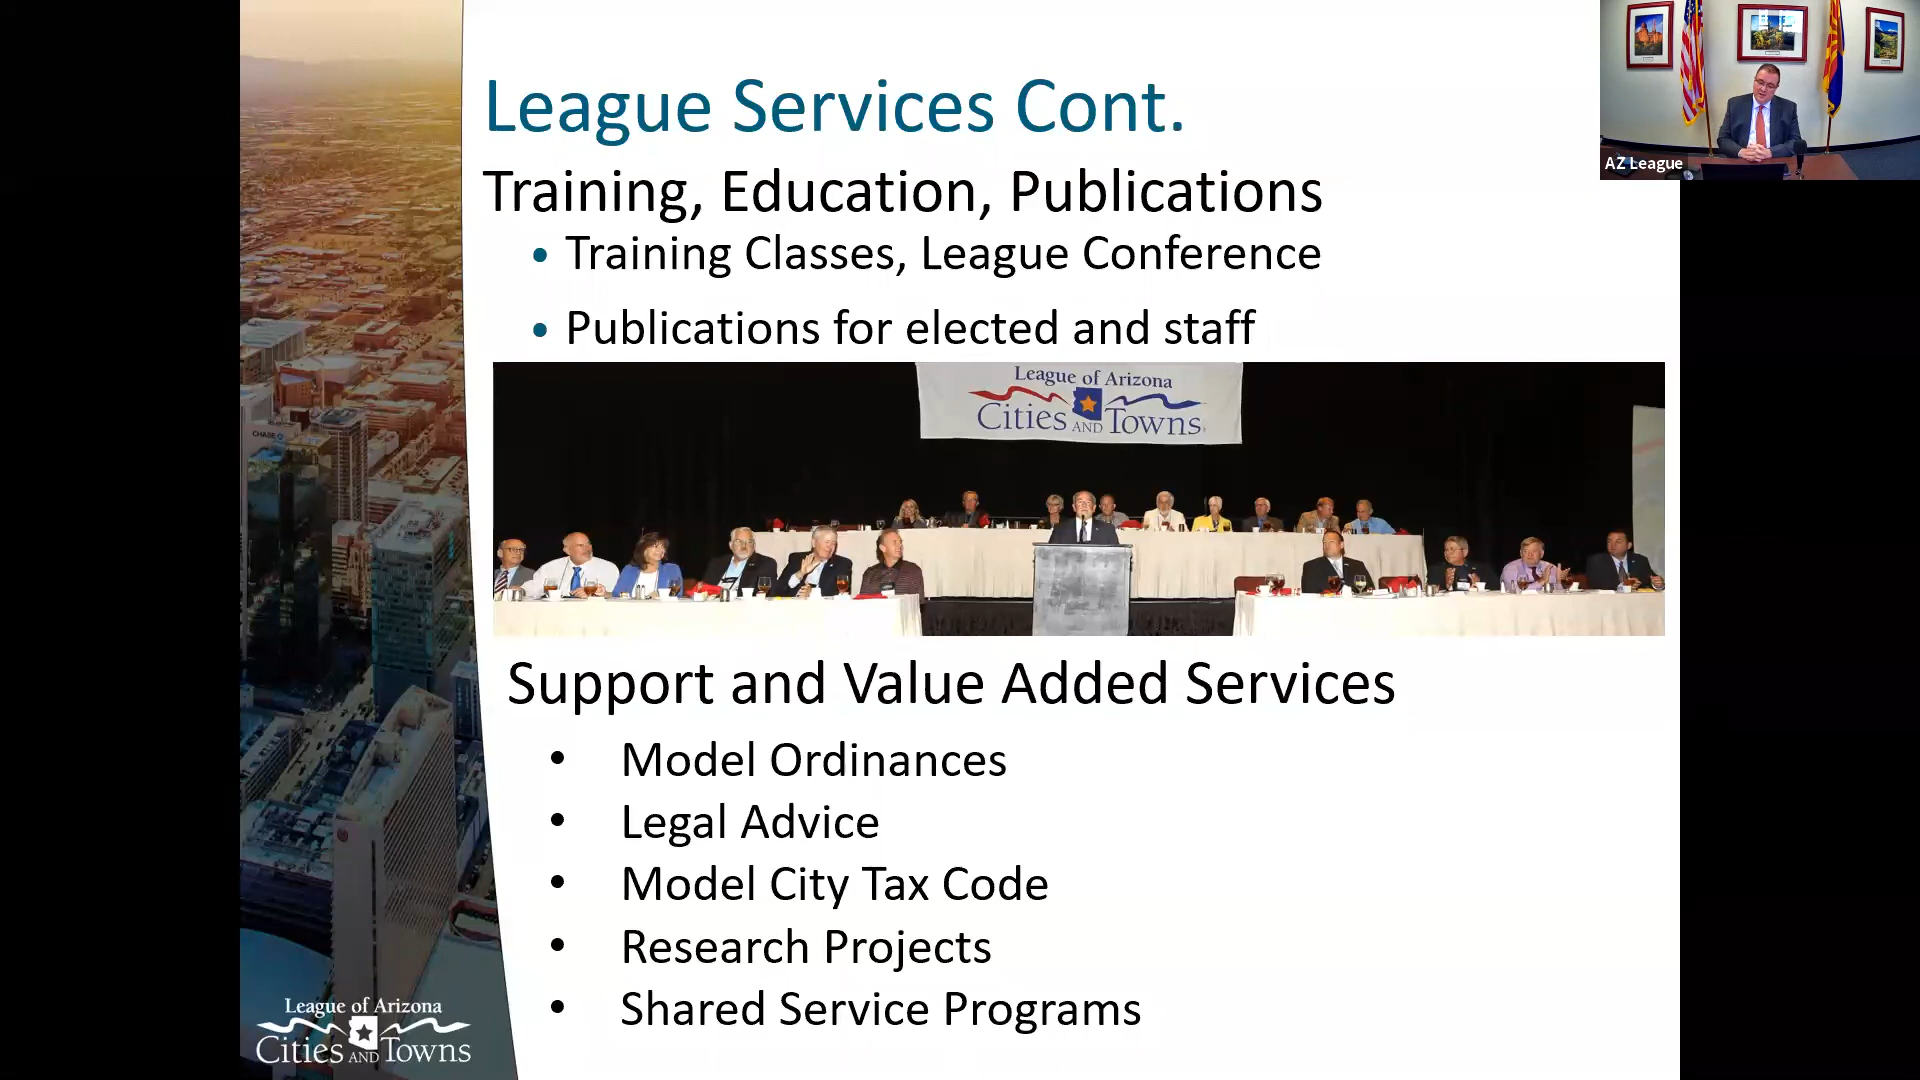 League Services Cont.
Training, Education, Publications
• Training Classes, League Conference
• Publications for elected and staff
League of Arizona
Cities AND Towns
Support and Value Added Services
• Model Ordinances
• Legal Advice
• Model City Tax Code
• Research Projects
• Shared Service Programs
CHASE
League of Arizona
Cities AND Towns
AZ League